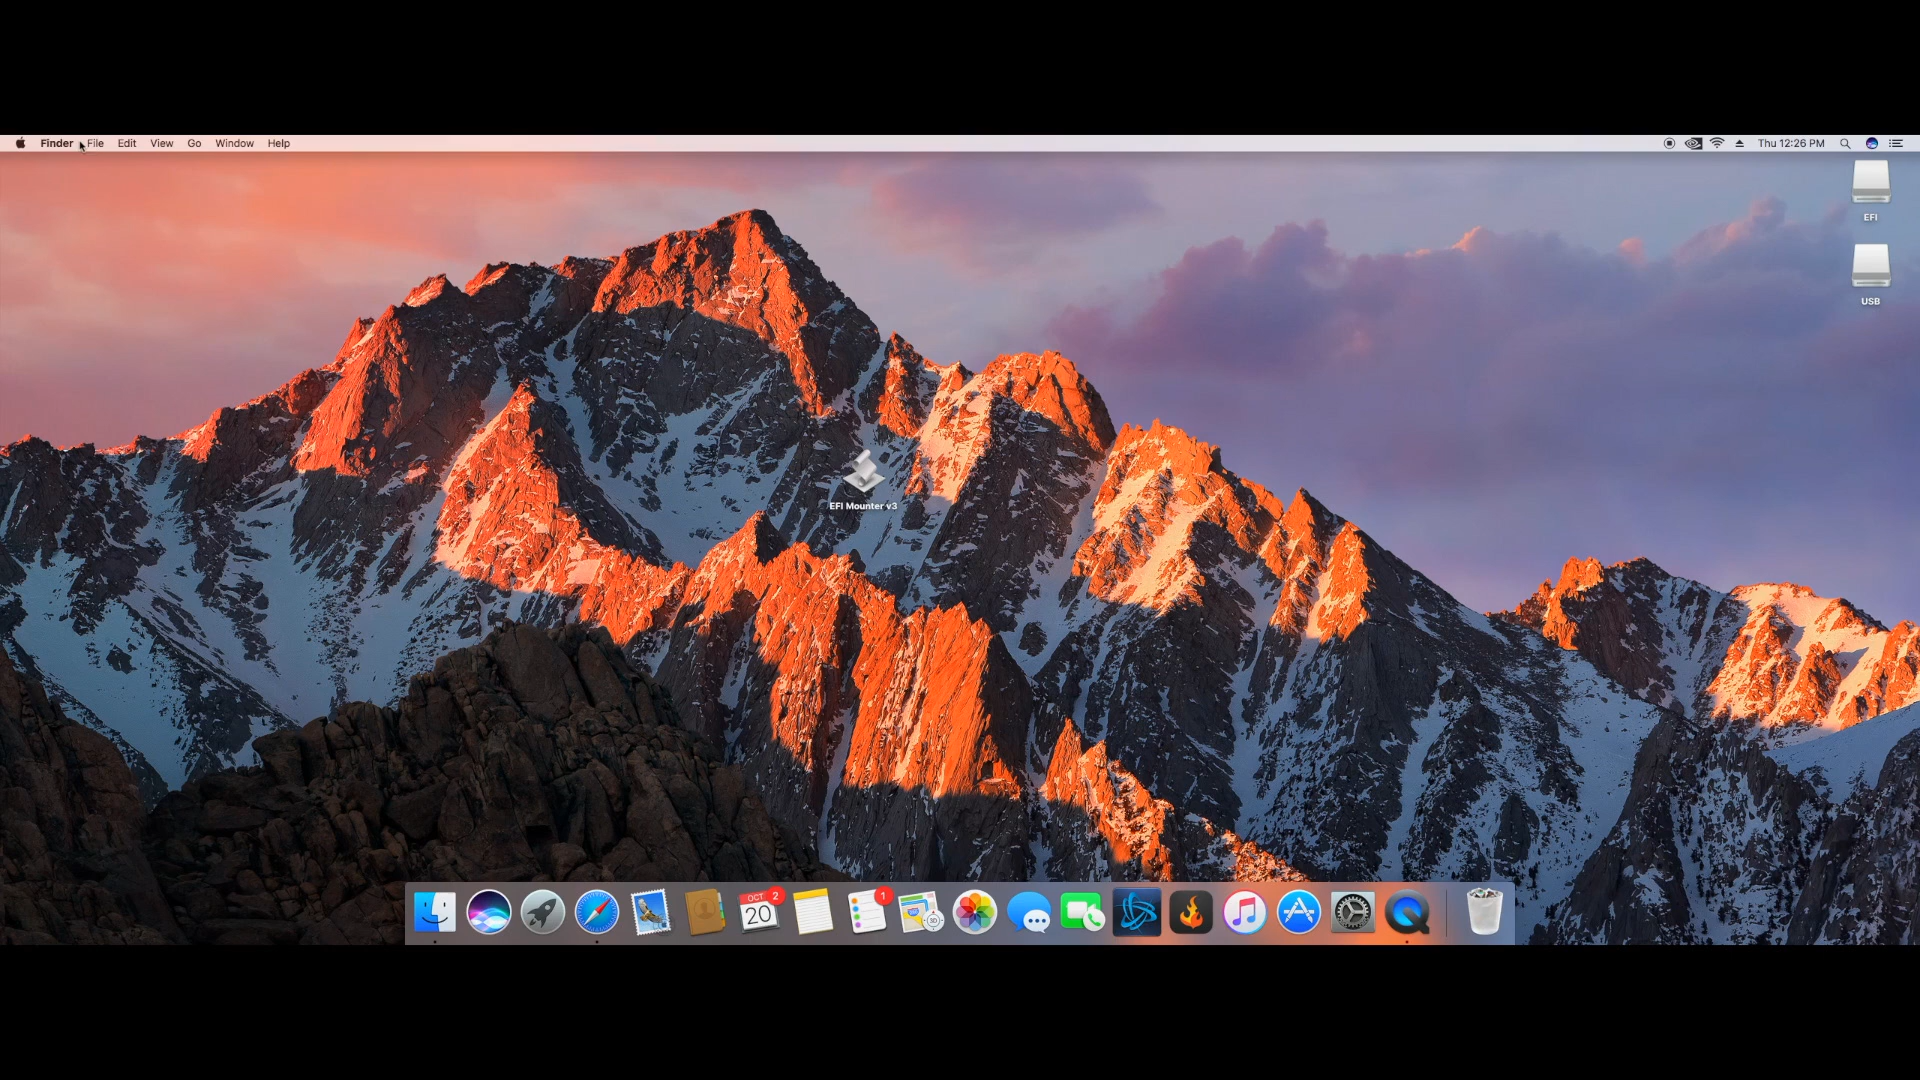 Finder File Edit View Go Window Help
Thu 12:26 PM
EFI
USB
EFI Mounter v3
OCT
2
20
1
3D